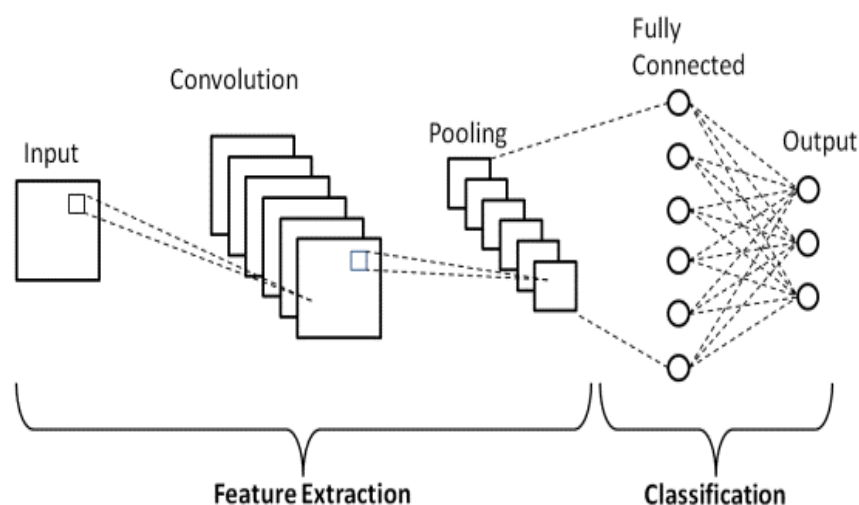 Input
Convolution
Pooling
Fully
Connected
Output
Feature Extraction
Classification